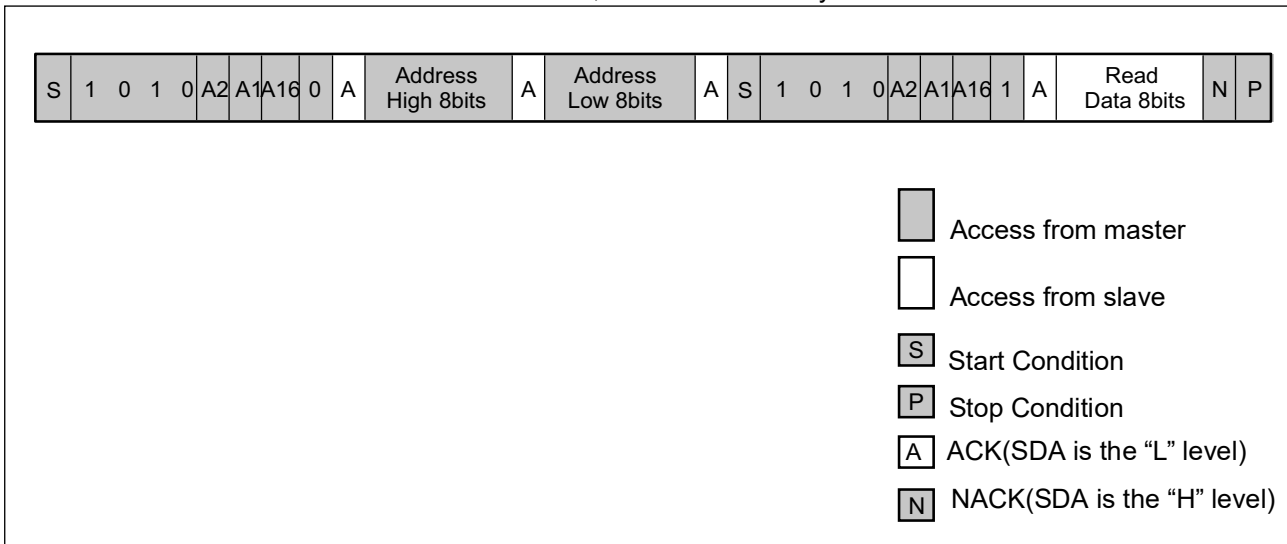 S 1 0 1 0 A2 A1 A16 0 A Address High 8bits A Address Low 8bits A S 1 0 1 0 A2 A1 A16 1 A Read Data 8bits N P
Access from master
Access from slave
S Start Condition
P Stop Condition
A ACK(SDA is the “L” level)
N NACK(SDA is the “H” level)